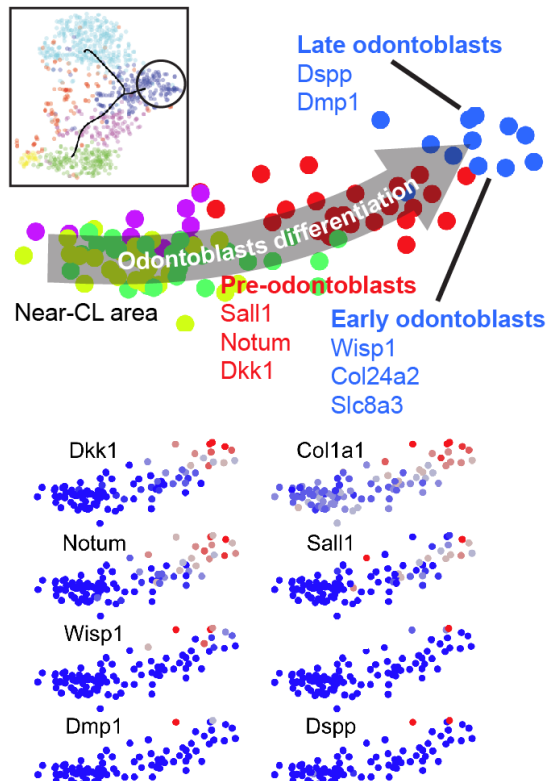 Late odontoblasts
Dspp
Dmp1
Odontoblasts differentiation
Near-CL area
Pre-odontoblasts
Sall1
Notum
Dkk1
Early odontoblasts
Wisp1
Col24a2
Slc8a3
Dkk1
Col1a1
Notum
Sall1
Wisp1
Dmp1
Dspp